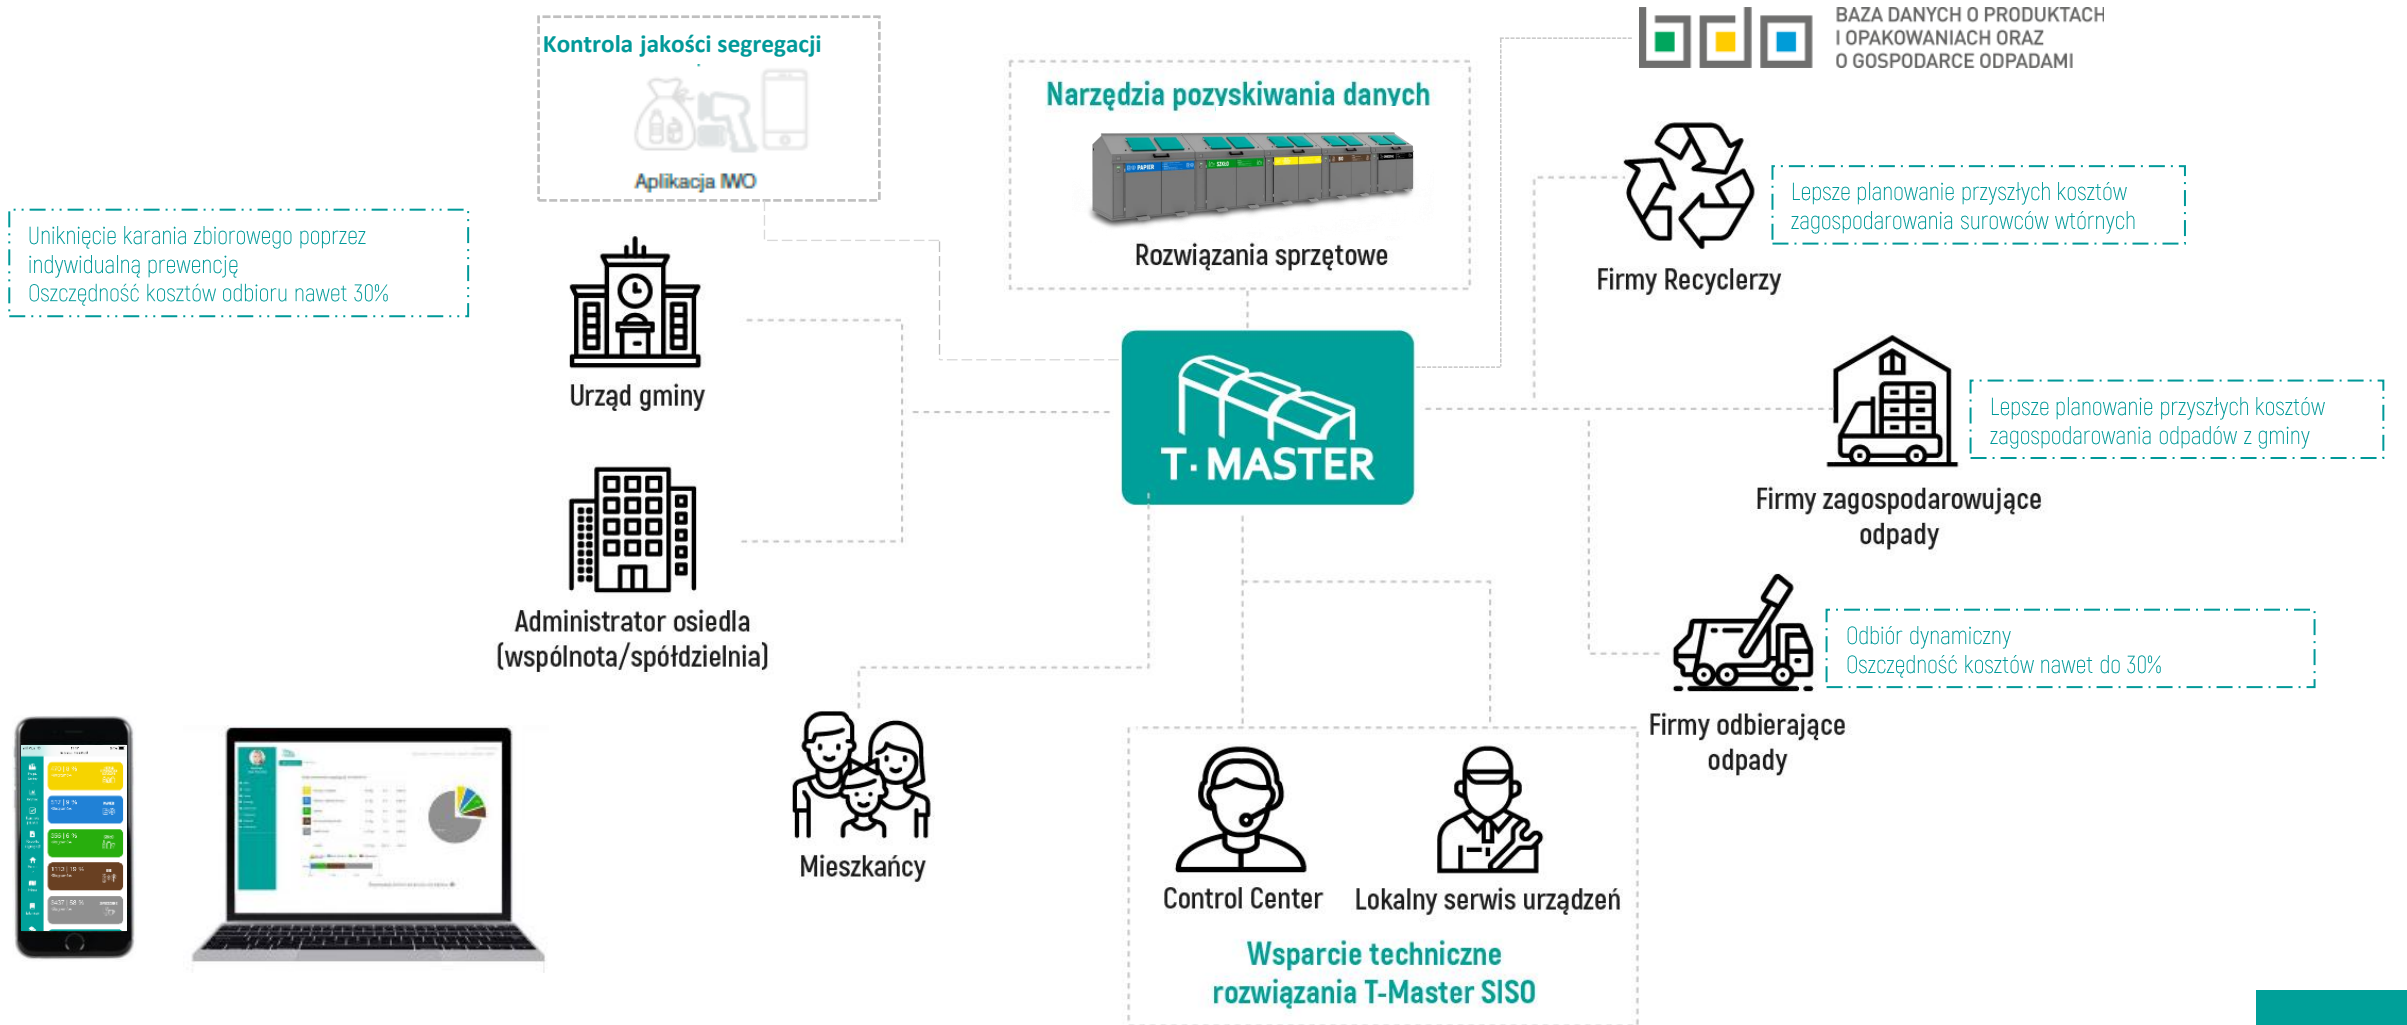 Kontrola jakości segregacji
Aplikacja IWO
Narzędzia pozyskiwania danych
PAPIER
SZKŁO
Rozwiązania sprzętowe
bdo
BAZA DANYCH O PRODUKTACH
I OPAKOWANIACH ORAZ
O GOSPODARCE ODPADAMI
Lepsze planowanie przyszłych kosztów
zagospodarowania surowców wtórnych
Firmy Recyclerzy
Uniknięcie karania zbiorowego poprzez
indywidualną prewencję
Oszczędność kosztów odbioru nawet 30%
Urząd gminy
T·MASTER
Lepsze planowanie przyszłych kosztów
zagospodarowania odpadów z gminy
Firmy zagospodarowujące
odpady
Administrator osiedla
(wspólnota/spółdzielnia)
Odbiór dynamiczny
Oszczędność kosztów nawet do 30%
Firmy odbierające
odpady
Mieszkańcy
Control Center
Lokalny serwis urządzeń
Wsparcie techniczne
rozwiązania T-Master SISO